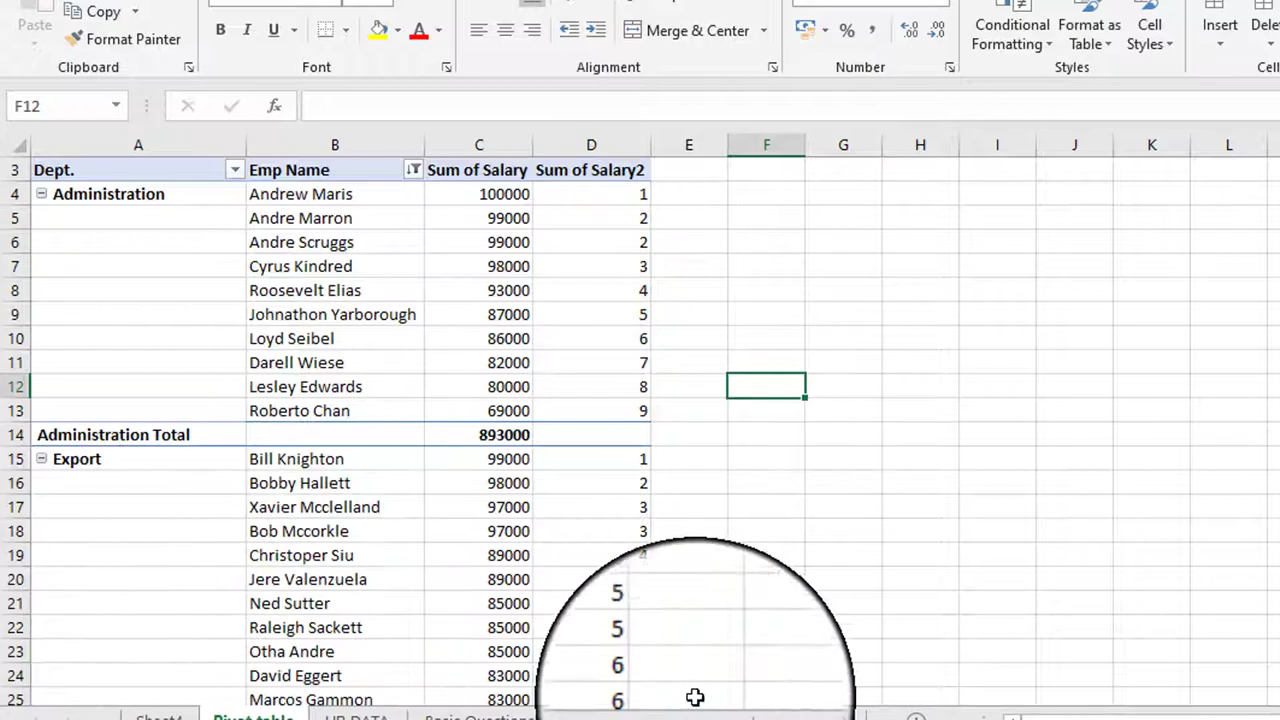 Paste
Copy
Format Painter
B I U
A
Merge & Center
%
,
Conditional
Formatting
Format as
Table
Cell
Styles
Insert
Clipboard
Font
Alignment
Number
Styles
F12
fx
A B C D E F G H I J K L
3 Dept. Emp Name Sum of Salary Sum of Salary2
4 Administration Andrew Maris 100000 1
5 Andre Marron 99000 2
6 Andre Scruggs 99000 2
7 Cyrus Kindred 98000 3
8 Roosevelt Elias 93000 4
9 Johnathon Yarborough 87000 5
10 Loyd Seibel 86000 6
11 Darell Wiese 82000 7
12 Lesley Edwards 80000 8
13 Roberto Chan 69000 9
14 Administration Total 893000
15 Export Bill Knighton 99000 1
16 Bobby Hallett 98000 2
17 Xavier Mcclelland 97000 3
18 Bob Mccorkle 97000 3
19 Christoper Siu 89000 4
20 Jere Valenzuela 89000
21 Ned Sutter 85000 5
22 Raleigh Sackett 85000 5
23 Otha Andre 85000
24 David Eggert 83000 6
25 Marcos Gammon 83000 6
Sheet4 Pivot table HR DATA Basic Questions